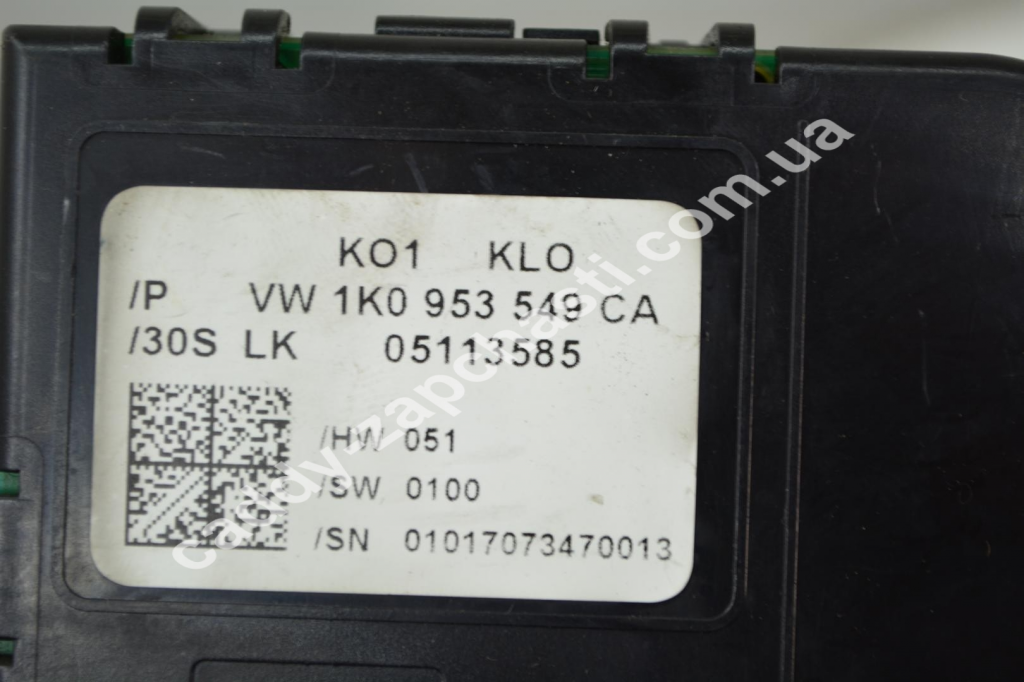 KO1 KLO
/P VW 1K0 953 549 CA
/30S LK 05113585
/HW 051
/SW 0100
/SN 01017073470013
caddy-zapchasti.com.ua